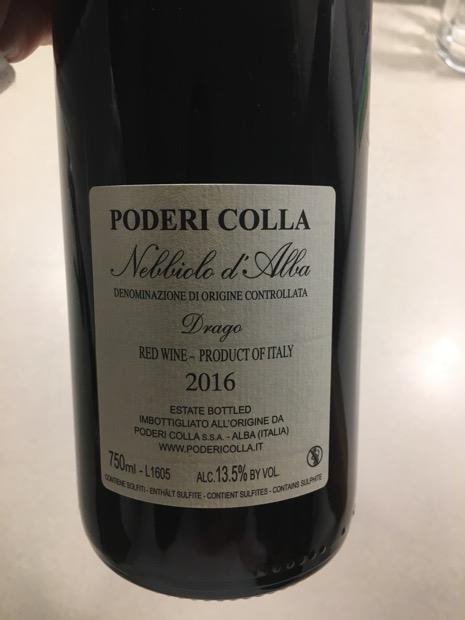 PODERI COLLA
Nebbiolo d'Alba
DENOMINAZIONE DI ORIGINE CONTROLLATA
Drago
RED WINE - PRODUCT OF ITALY
2016
ESTATE BOTTLED
IMBOTTIGLIATO ALL'ORIGINE DA
PODERI COLLA S.S.A. - ALBA (ITALIA)
WWW.PODERICOLLA.IT
750ml - L1605 ALC.13.5% BY VOL.
CONTIENE SOLFITI - ENTHÄLT SULFITE - CONTIENT SULFITES - CONTAINS SULPHITE